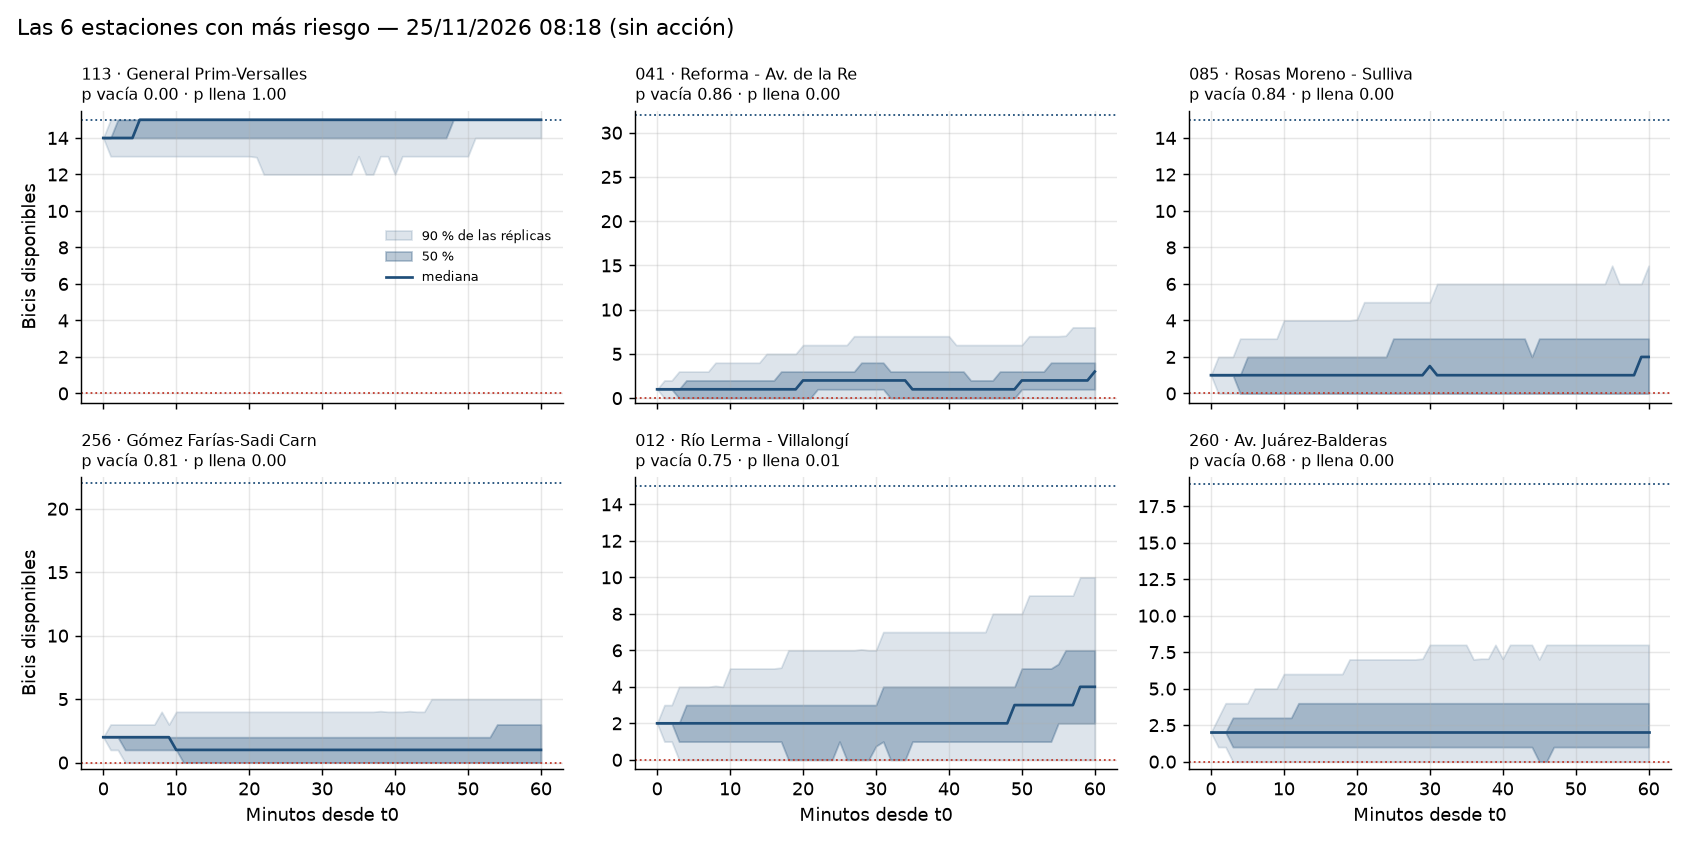 Las 6 estaciones con más riesgo — 25/11/2026 08:18 (sin acción)
113 · General Prim-Versalles
p vacía 0.00 · p llena 1.00
14
12
10
8
6
4
2
0
Bicis disponibles
90 % de las réplicas
50 %
mediana
041 · Reforma - Av. de la Re
p vacía 0.86 · p llena 0.00
30
25
20
15
10
5
0
085 · Rosas Moreno - Sulliva
p vacía 0.84 · p llena 0.00
14
12
10
8
6
4
2
0
256 · Gómez Farías-Sadi Carn
p vacía 0.81 · p llena 0.00
20
15
10
5
0
Bicis disponibles
0 10 20 30 40 50 60
Minutos desde t0
012 · Río Lerma - Villalongí
p vacía 0.75 · p llena 0.01
14
12
10
8
6
4
2
0
0 10 20 30 40 50 60
Minutos desde t0
260 · Av. Juárez-Balderas
p vacía 0.68 · p llena 0.00
17.5
15.0
12.5
10.0
7.5
5.0
2.5
0.0
0 10 20 30 40 50 60
Minutos desde t0